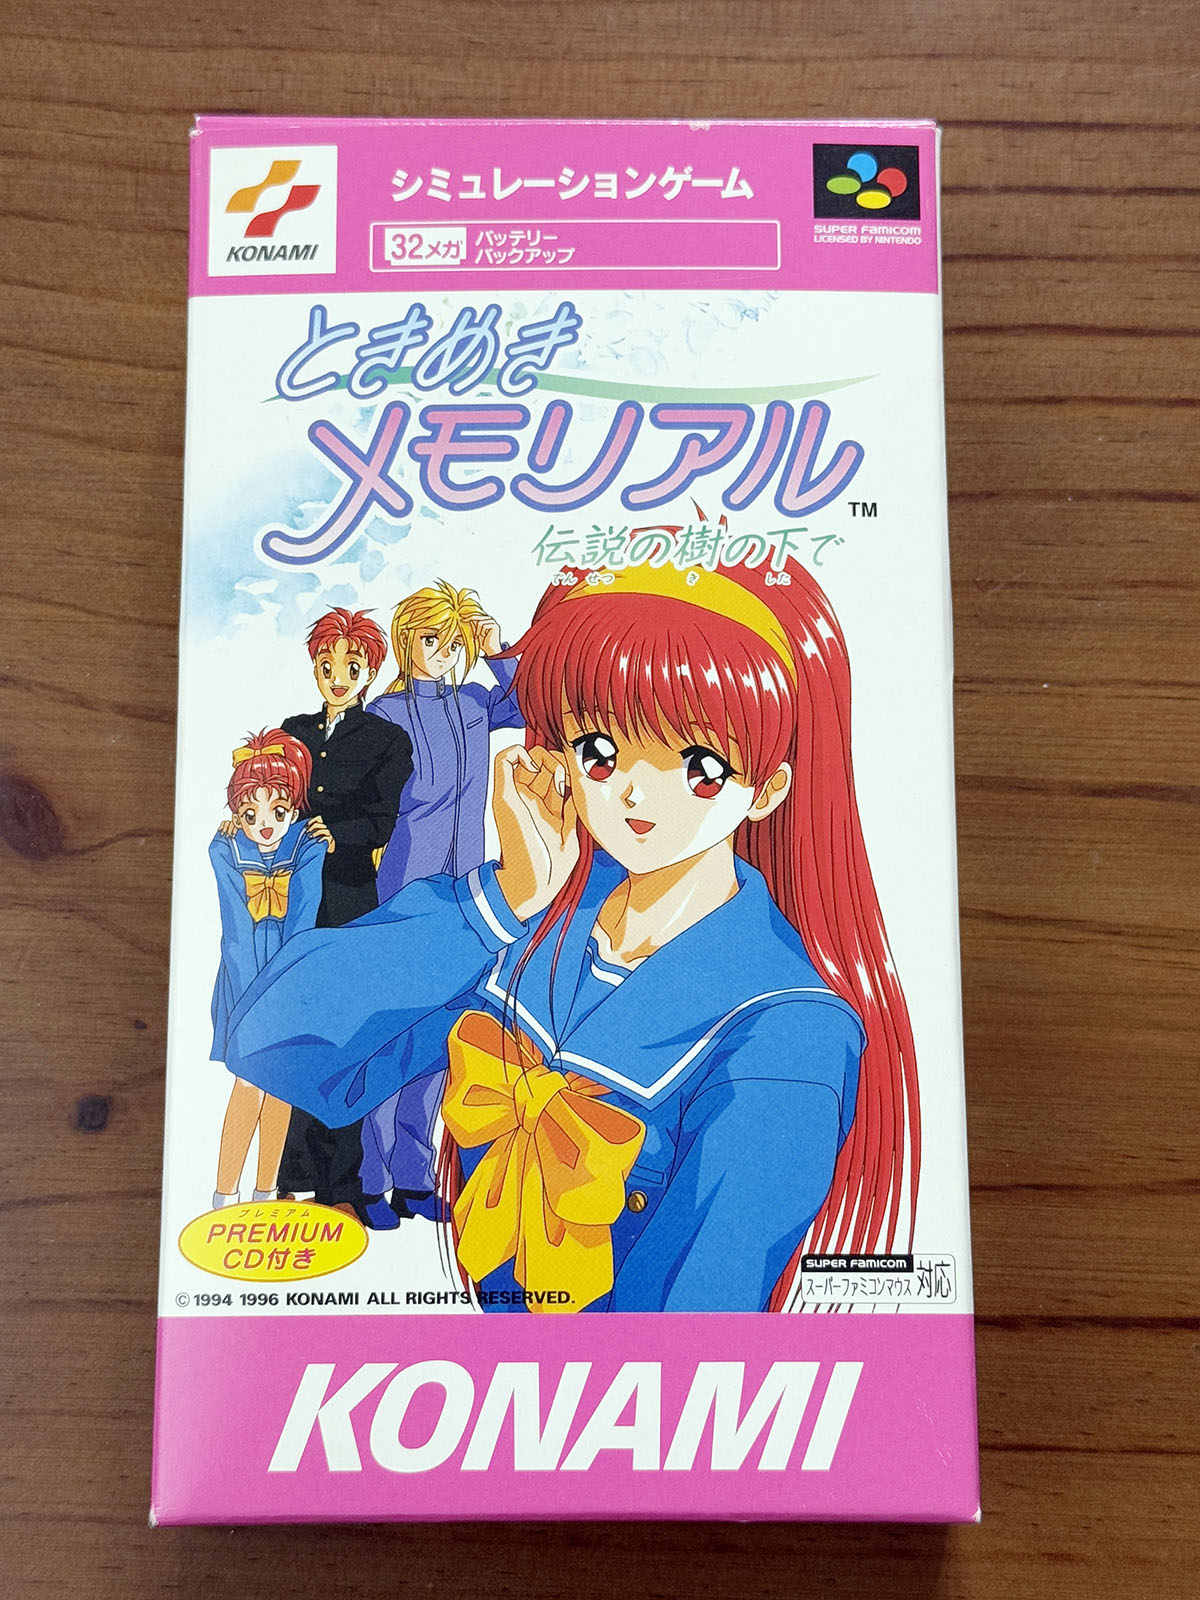 KONAMI
シミュレーションゲーム
32メガ
バッテリー
バックアップ
SUPER FAMICOM
LICENSED BY NINTENDO
ときめき
メモリアル
TM
伝説の樹の下で
でん せつ き した
プレミアム
PREMIUM
CD付き
©1994 1996 KONAMI ALL RIGHTS RESERVED.
SUPER FAMICOM
スーパーファミコンマウス
対応
KONAMI